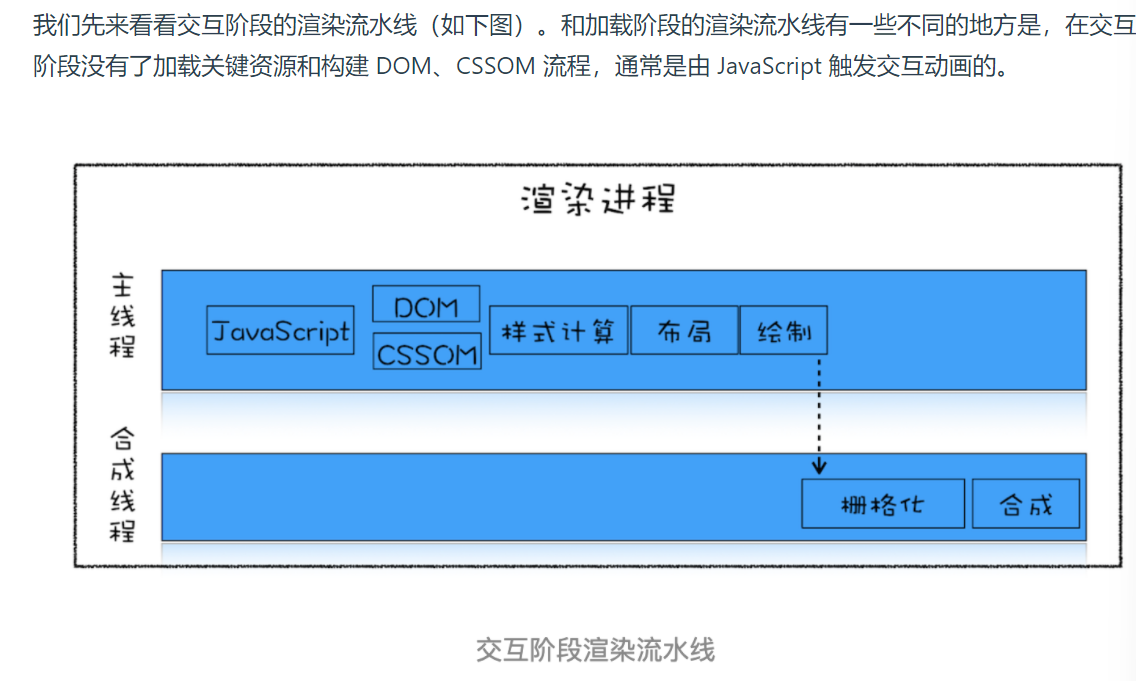 我们先来看看交互阶段的渲染流水线（如下图）。和加载阶段的渲染流水线有一些不同的地方是，在交互
阶段没有了加载关键资源和构建 DOM、CSSOM 流程，通常是由 JavaScript 触发交互动画的。
渲染进程
主线程
JavaScript
DOM
CSSOM
样式计算
布局
绘制
合成线程
栅格化
合成
交互阶段渲染流水线